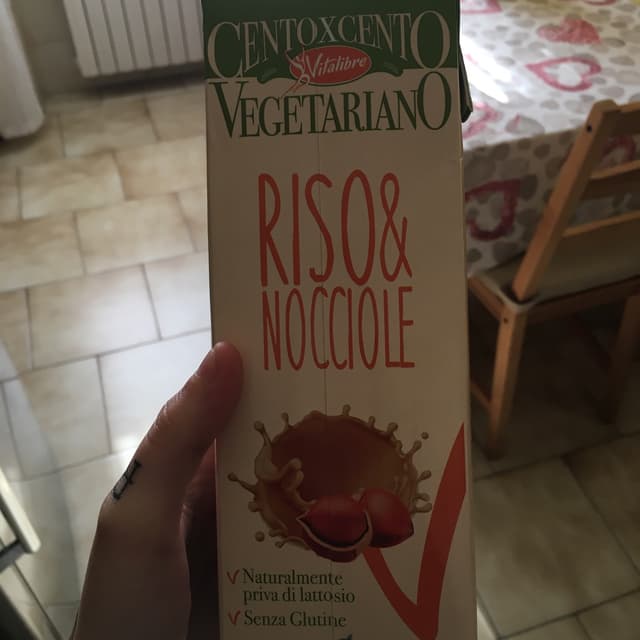 CENTOXCENTO
Vitalibre
VEGETARIANO
RISO&
NOCCIOLE
Naturalmente
priva di lattosio
Senza Glutine